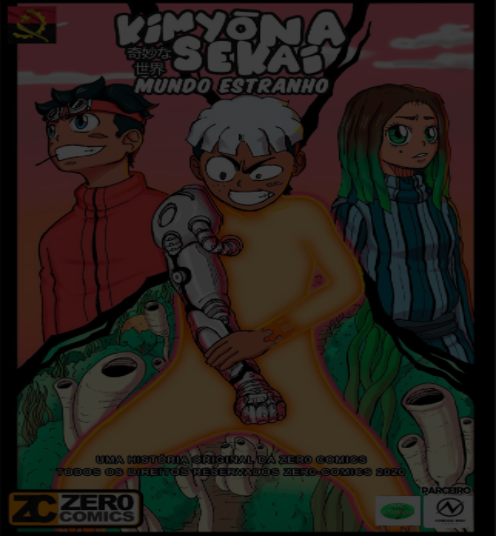 KIMYŌNA
奇妙な
SEKAI
世界
MUNDO ESTRANHO
UMA HISTÓRIA ORIGINAL DA ZERO COMICS
TODOS OS DIREITOS RESERVADOS ZERO-COMICS 2020
ZC ZERO
COMICS
PARCEIRO